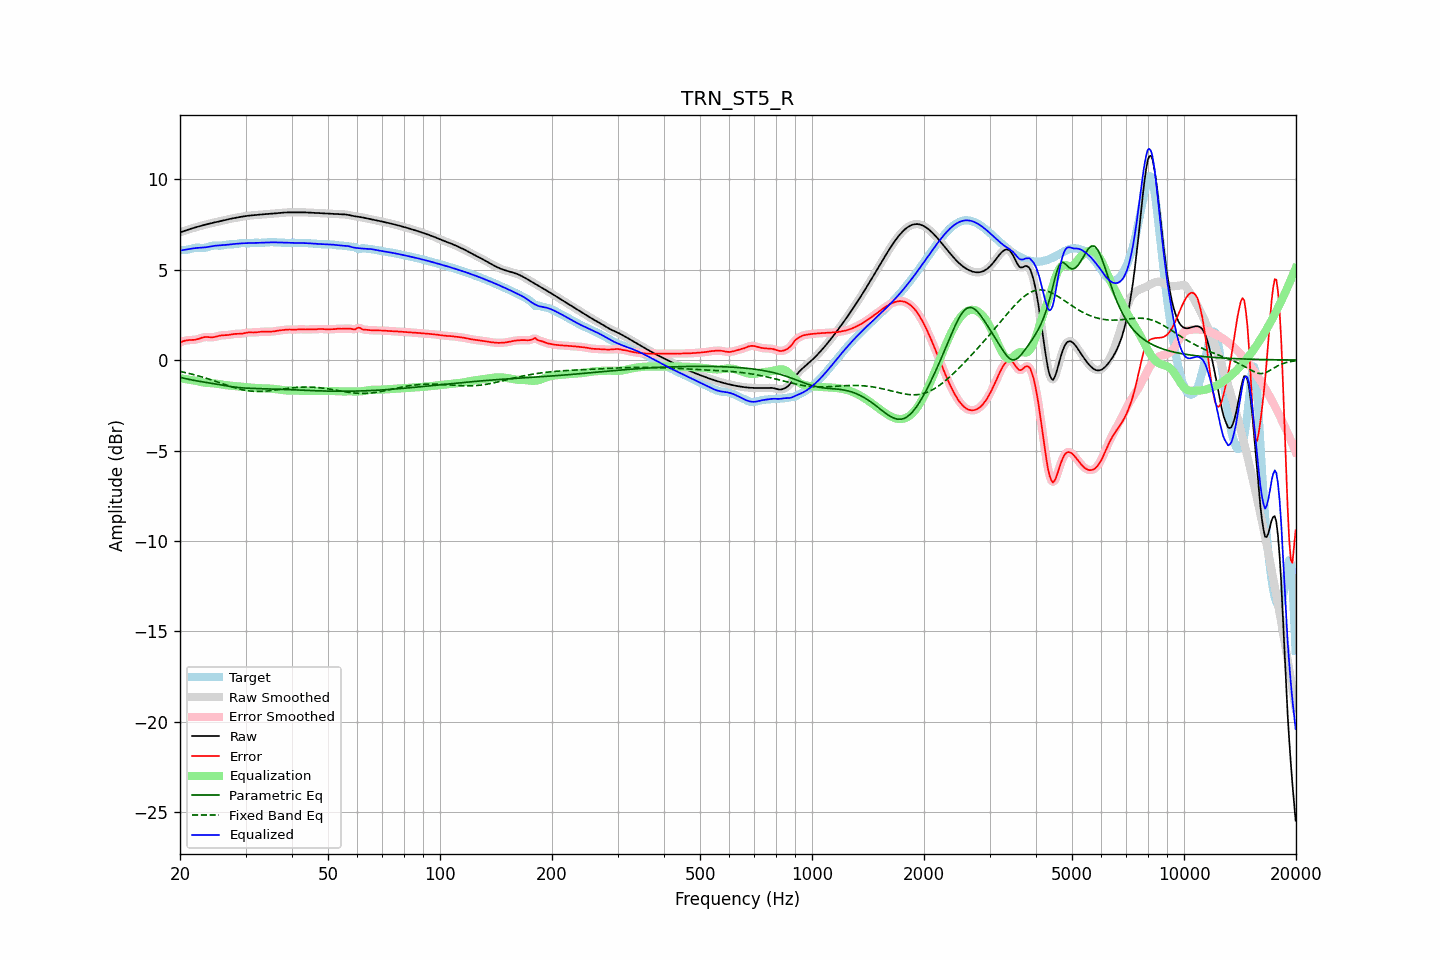 TRN_ST5_R
10
5
0
−5
−10
−15
−20
−25
Amplitude (dBr)
Target
Raw Smoothed
Error Smoothed
Raw
Error
Equalization
Parametric Eq
Fixed Band Eq
Equalized
20 50 100 200 500 1000 2000 5000 10000 20000
Frequency (Hz)